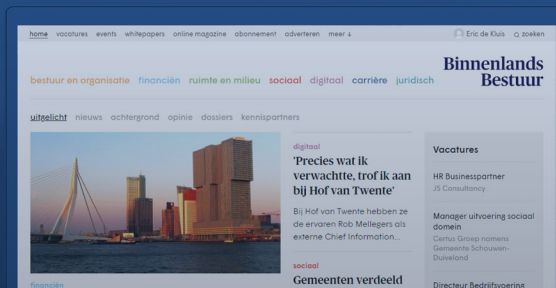 home vacatures events whitepapers online magazine abonnement adverteren meer ↓ Eric de Kluis zoeken
Binnenlands
Bestuur
bestuur en organisatie financiën ruimte en milieu sociaal digitaal carrière juridisch
uitgelicht nieuws achtergrond opinie dossiers kennispartners
digitaal
'Precies wat ik
verwachtte, trof ik aan
bij Hof van Twente'
Bij Hof van Twente hebben ze
de ervaren Rob Mellegers als
externe Chief Information...
sociaal
Gemeenten verdeeld
Vacatures
HR Businesspartner
JS Consultancy
Manager uitvoering sociaal
domein
Certus Groep namens
Gemeente Schouwen-
Duiveland
Directeur Bedrijfsvoering
financiën